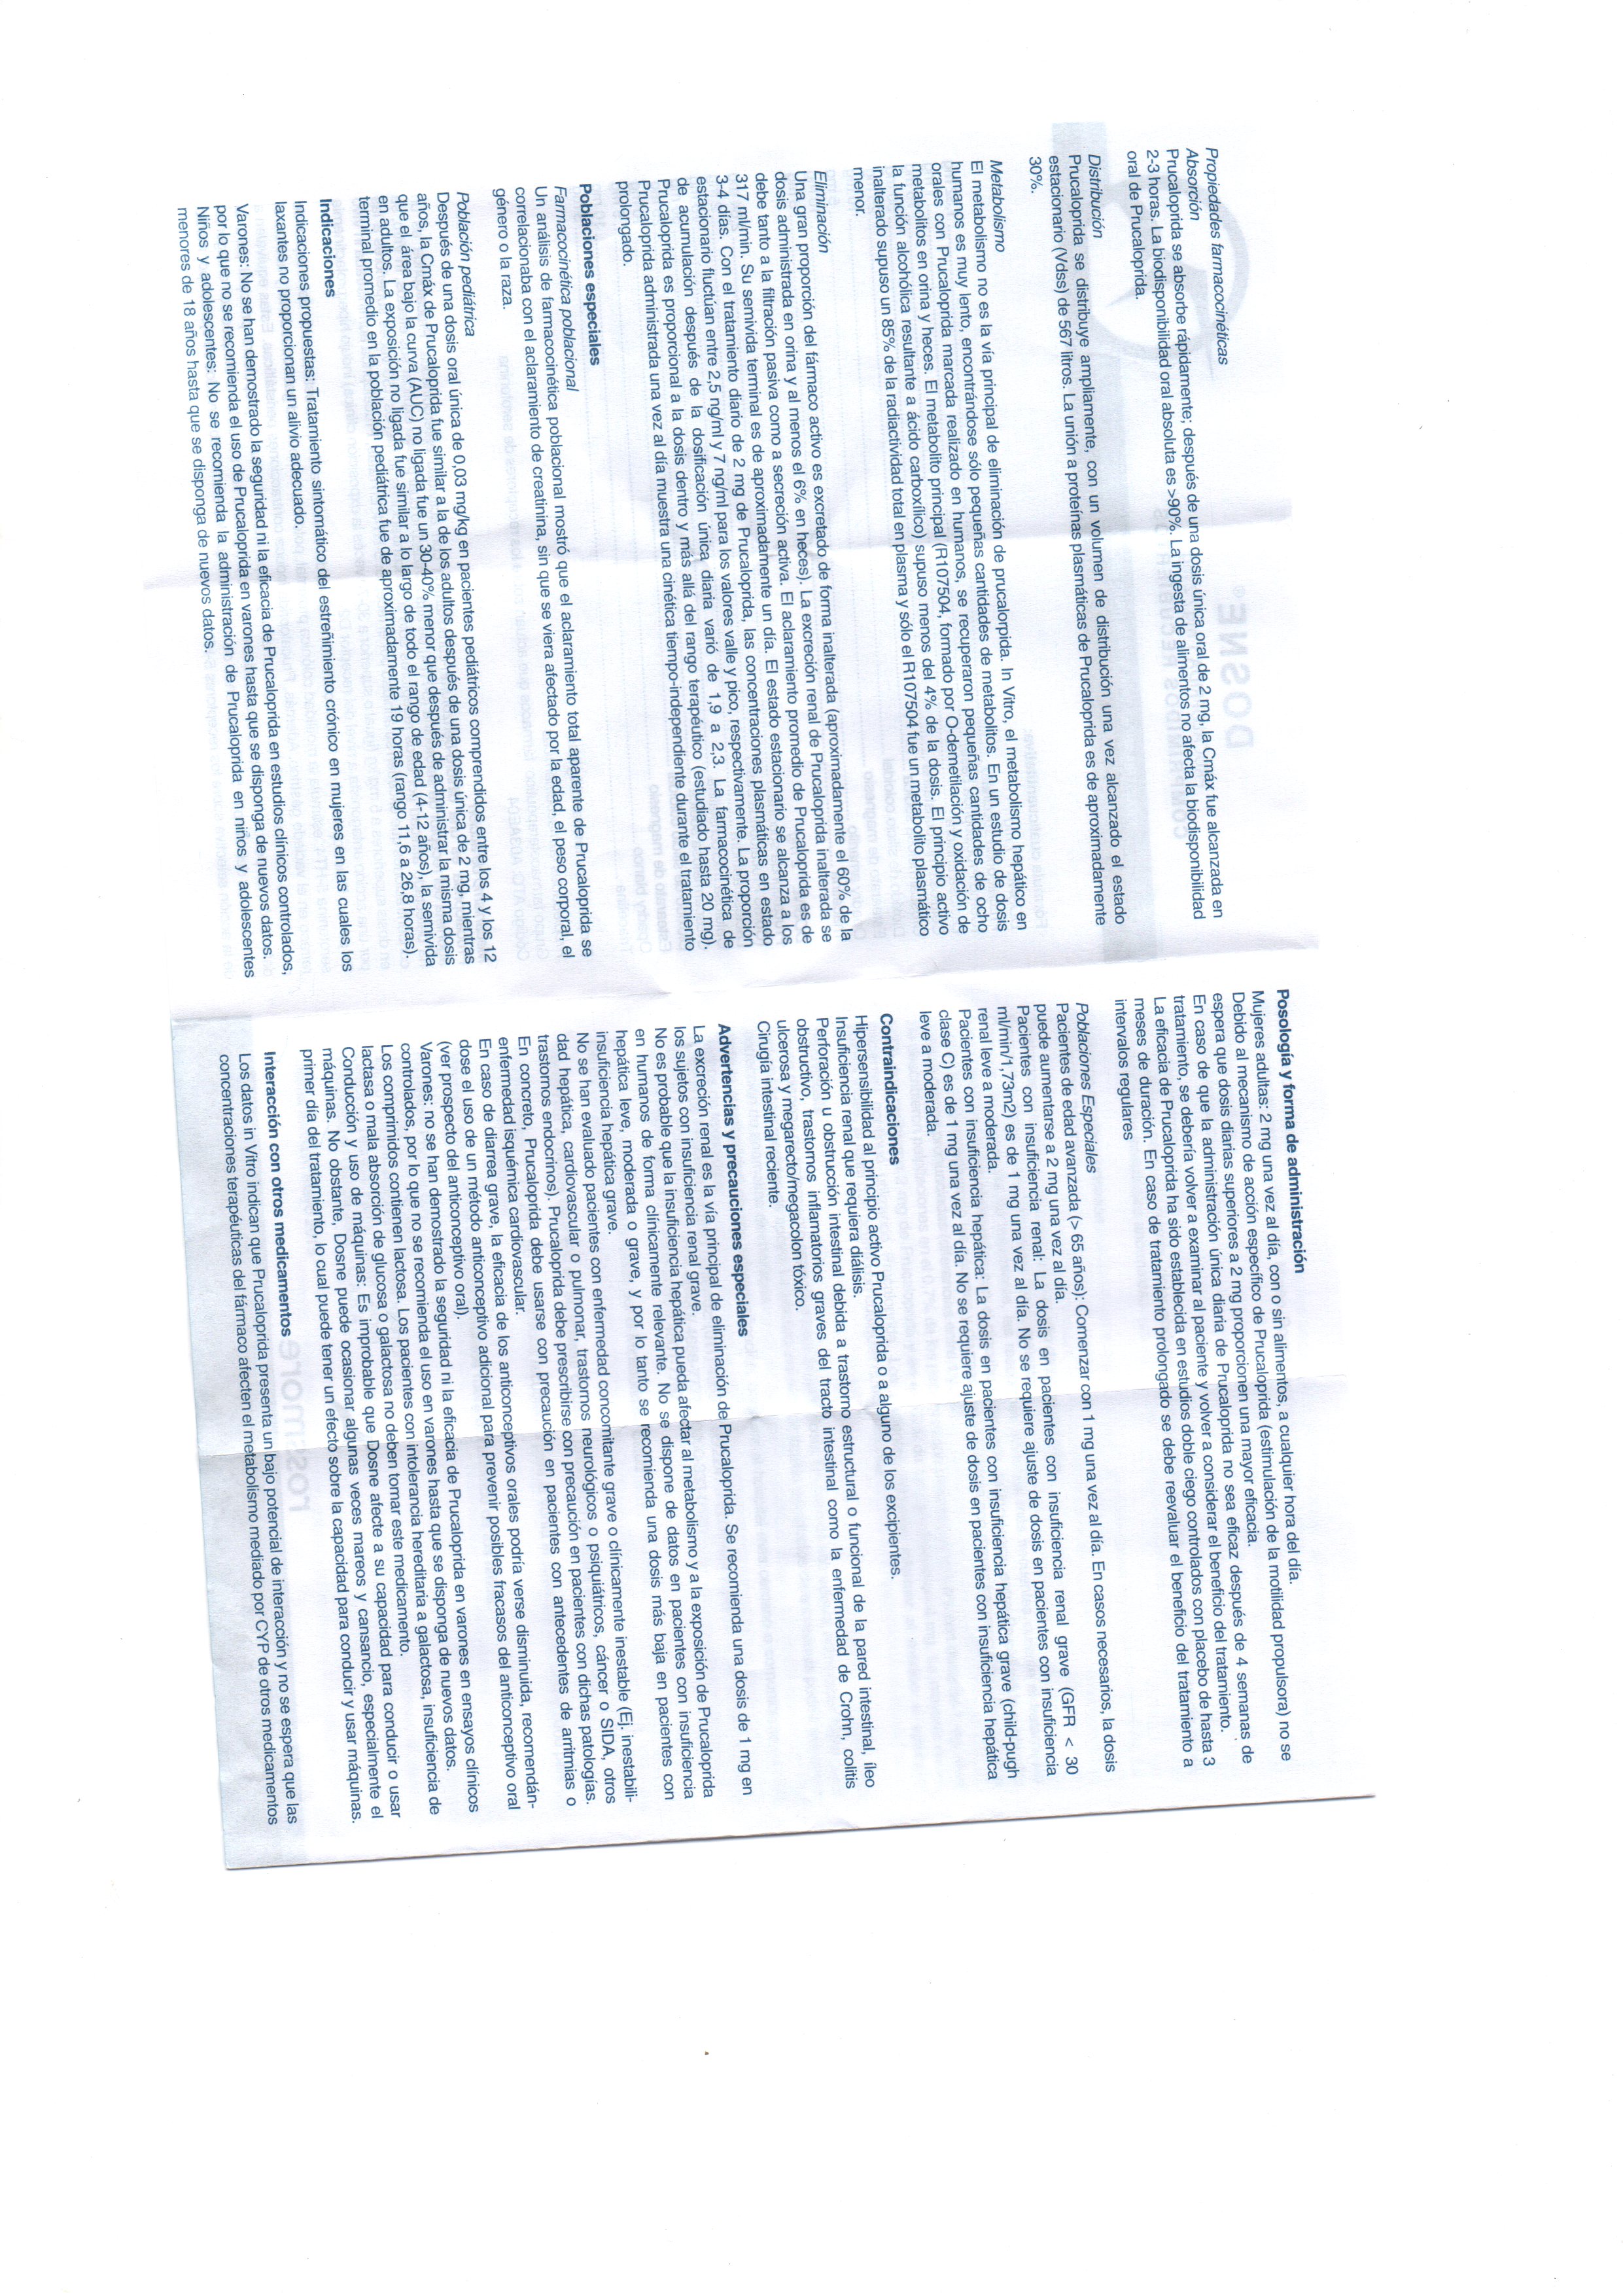 Propiedades farmacocinéticas
Absorción
Prucaloprida se absorbe rápidamente; después de una dosis única oral de 2 mg, la Cmáx fue alcanzada en
2-3 horas. La biodisponibilidad oral absoluta es >90%. La ingesta de alimentos no afecta la biodisponibilidad
oral de Prucaloprida.
Distribución
Prucaloprida se distribuye ampliamente, con un volumen de distribución una vez alcanzado el estado
estacionario (Vdss) de 567 litros. La unión a proteínas plasmáticas de Prucaloprida es de aproximadamente
30%.
Metabolismo
El metabolismo no es la vía principal de eliminación de prucalorpida. In Vitro, el metabolismo hepático en
humanos es muy lento, encontrándose sólo pequeñas cantidades de metabolitos. En un estudio de dosis
orales con Prucaloprida marcada realizado en humanos, se recuperaron pequeñas cantidades de ocho
metabolitos en orina y heces. El metabolito principal (R107504, formado por O-demetilación y oxidación de
la función alcohólica resultante a ácido carboxílico) supuso menos del 4% de la dosis. El principio activo
inalterado supuso un 85% de la radiactividad total en plasma y sólo el R107504 fue un metabolito plasmático
menor.
Eliminación
Una gran proporción del fármaco activo es excretado de forma inalterada (aproximadamente el 60% de la
dosis administrada en orina y al menos el 6% en heces). La excreción renal de Prucaloprida inalterada se
debe tanto a la filtración pasiva como a secreción activa. El aclaramiento promedio de Prucaloprida es de
317 ml/min. Su semivida terminal es de aproximadamente un día. El estado estacionario se alcanza a los
3-4 días. Con el tratamiento diario de 2 mg de Prucaloprida, las concentraciones plasmáticas en estado
estacionario fluctúan entre 2,5 ng/ml y 7 ng/ml para los valores valle y pico, respectivamente. La proporción
de acumulación después de la dosificación única diaria varió de 1,9 a 2,3. La farmacocinética de
Prucaloprida es proporcional a la dosis dentro y más allá del rango terapéutico (estudiado hasta 20 mg).
Prucaloprida administrada una vez al día muestra una cinética tiempo-independiente durante el tratamiento
prolongado.
Poblaciones especiales
Farmacocinética poblacional
Un análisis de farmacocinética poblacional mostró que el aclaramiento total aparente de Prucaloprida se
correlacionaba con el aclaramiento de creatinina, sin que se viera afectado por la edad, el peso corporal, el
género o la raza.
Población pediátrica
Después de una dosis oral única de 0,03 mg/kg en pacientes pediátricos comprendidos entre los 4 y los 12
años, la Cmáx de Prucaloprida fue similar a la de los adultos después de una dosis única de 2 mg, mientras
que el área bajo la curva (AUC) no ligada fue un 30-40% menor que después de administrar la misma dosis
en adultos. La exposición no ligada fue similar a lo largo de todo el rango de edad (4-12 años), la semivida
terminal promedio en la población pediátrica fue de aproximadamente 19 horas (rango 11,6 a 26,8 horas).
Indicaciones
Indicaciones propuestas: Tratamiento sintomático del estreñimiento crónico en mujeres en las cuales los
laxantes no proporcionan un alivio adecuado.
Varones: No se han demostrado la seguridad ni la eficacia de Prucaloprida en estudios clínicos controlados,
por lo que no se recomienda el uso de Prucaloprida en varones hasta que se disponga de nuevos datos.
Niños y adolescentes: No se recomienda la administración de Prucaloprida en niños y adolescentes
menores de 18 años hasta que se disponga de nuevos datos.
Posología y forma de administración
Mujeres adultas: 2 mg una vez al día, con o sin alimentos, a cualquier hora del día.
Debido al mecanismo de acción específico de Prucaloprida (estimulación de la motilidad propulsora) no se
espera que dosis diarias superiores a 2 mg proporcionen una mayor eficacia.
En caso de que la administración única diaria de Prucaloprida no sea eficaz después de 4 semanas de
tratamiento, se debería volver a examinar al paciente y volver a considerar el beneficio del tratamiento.
La eficacia de Prucaloprida ha sido establecida en estudios doble ciego controlados con placebo de hasta 3
meses de duración. En caso de tratamiento prolongado se debe reevaluar el beneficio del tratamiento a
intervalos regulares
Poblaciones Especiales
Pacientes de edad avanzada (> 65 años): Comenzar con 1 mg una vez al día. En casos necesarios, la dosis
puede aumentarse a 2 mg una vez al día.
Pacientes con insuficiencia renal: La dosis en pacientes con insuficiencia renal grave (GFR < 30
ml/min/1,73m2) es de 1 mg una vez al día. No se requiere ajuste de dosis en pacientes con insuficiencia
renal leve a moderada.
Pacientes con insuficiencia hepática: La dosis en pacientes con insuficiencia hepática grave (child-pugh
clase C) es de 1 mg una vez al día. No se requiere ajuste de dosis en pacientes con insuficiencia hepática
leve a moderada.
Contraindicaciones
Hipersensibilidad al principio activo Prucaloprida o a alguno de los excipientes.
Insuficiencia renal que requiera diálisis.
Perforación u obstrucción intestinal debida a trastorno estructural o funcional de la pared intestinal, íleo
obstructivo, trastornos inflamatorios graves del tracto intestinal como la enfermedad de Crohn, colitis
ulcerosa y megarecto/megacolon tóxico.
Cirugía intestinal reciente.
Advertencias y precauciones especiales
La excreción renal es la vía principal de eliminación de Prucaloprida. Se recomienda una dosis de 1 mg en
los sujetos con insuficiencia renal grave.
No es probable que la insuficiencia hepática pueda afectar al metabolismo y a la exposición de Prucaloprida
en humanos de forma clínicamente relevante. No se dispone de datos en pacientes con insuficiencia
hepática leve, moderada o grave, y por lo tanto se recomienda una dosis más baja en pacientes con
insuficiencia hepática grave.
No se han evaluado pacientes con enfermedad concomitante grave o clínicamente inestable (Ej. inestabili-
dad hepática, cardiovascular o pulmonar, trastornos neurológicos o psiquiátricos, cáncer o SIDA, otros
trastornos endocrinos). Prucaloprida debe prescribirse con precaución en pacientes con dichas patologías.
En concreto, Prucaloprida debe usarse con precaución en pacientes con antecedentes de arritmias o
enfermedad isquémica cardiovascular.
En caso de diarrea grave, la eficacia de los anticonceptivos orales podría verse disminuida, recomendán-
dose el uso de un método anticonceptivo adicional para prevenir posibles fracasos del anticonceptivo oral
(ver prospecto del anticonceptivo oral).
Varones: no se han demostrado la seguridad ni la eficacia de Prucaloprida en varones en ensayos clínicos
controlados, por lo que no se recomienda el uso en varones hasta que se disponga de nuevos datos.
Los comprimidos contienen lactosa. Los pacientes con intolerancia hereditaria a galactosa, insuficiencia de
lactasa o mala absorción de glucosa o galactosa no deben tomar este medicamento.
Conducción y uso de máquinas: Es improbable que Dosne afecte a su capacidad para conducir o usar
máquinas. No obstante, Dosne puede ocasionar algunas veces mareos y cansancio, especialmente el
primer día del tratamiento, lo cual puede tener un efecto sobre la capacidad para conducir y usar máquinas.
Interacción con otros medicamentos
Los datos in Vitro indican que Prucaloprida presenta un bajo potencial de interacción y no se espera que las
concentraciones terapéuticas del fármaco afecten el metabolismo mediado por CYP de otros medicamentos